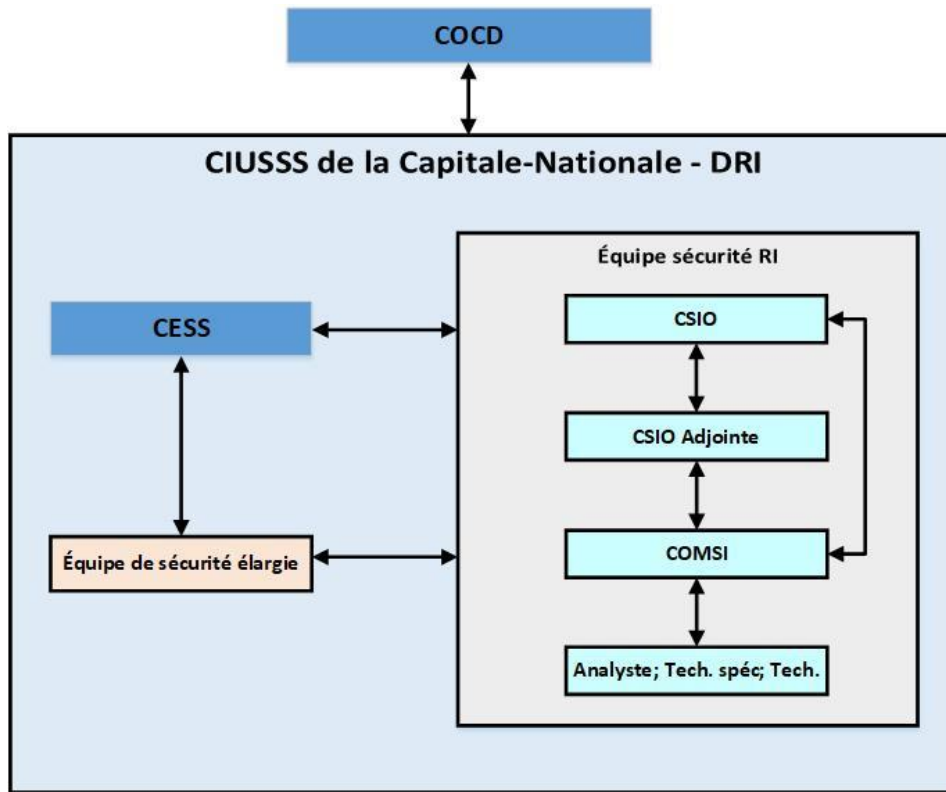 COCD
CIUSSS de la Capitale-Nationale - DRI
Équipe sécurité RI
CSIO
CESS
CSIO Adjointe
COMSI
Équipe de sécurité élargie
Analyste; Tech. spéc; Tech.